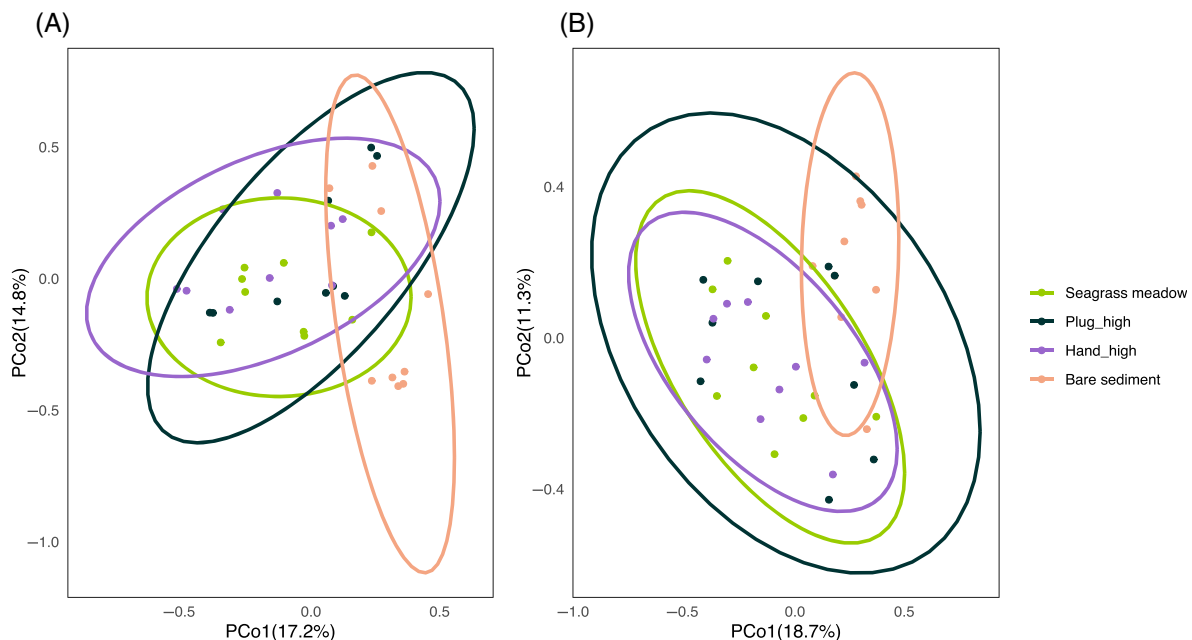 (A)
(B)
0.5
0.0
−0.5
−1.0
PCo2(14.8%)
−0.5
0.0
0.5
PCo1(17.2%)
0.4
0.0
−0.4
PCo2(11.3%)
−1.0
−0.5
0.0
0.5
PCo1(18.7%)
Seagrass meadow
Plug_high
Hand_high
Bare sediment